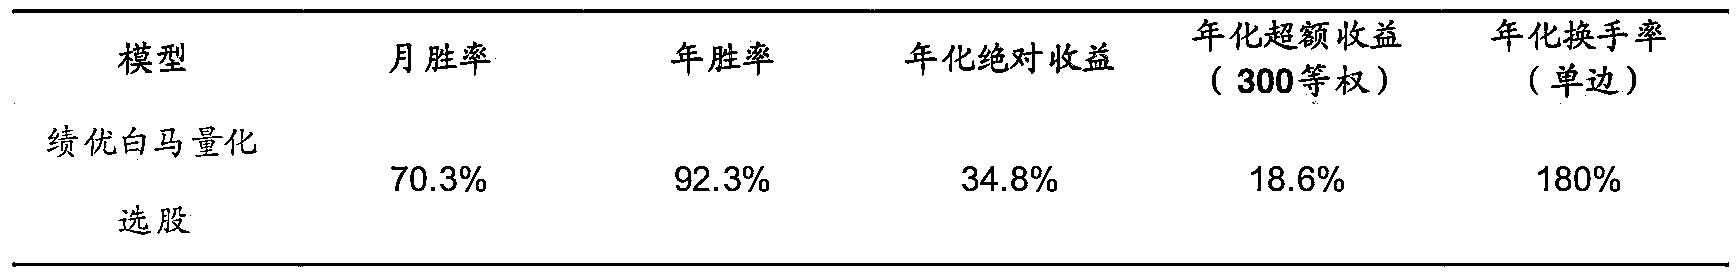 模型 月胜率 年胜率 年化绝对收益 年化超额收益（300等权） 年化换手率（单边）
绩优白马量化选股 70.3% 92.3% 34.8% 18.6% 180%